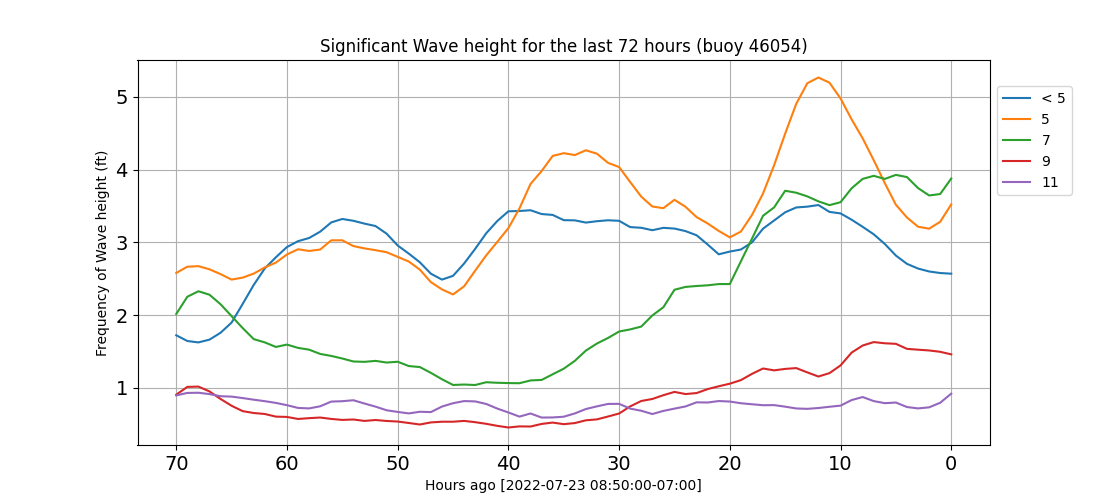 Significant Wave height for the last 72 hours (buoy 46054)
Frequency of Wave height (ft)
5
4
3
2
1
70 60 50 40 30 20 10 0
Hours ago [2022-07-23 08:50:00-07:00]
< 5
5
7
9
11